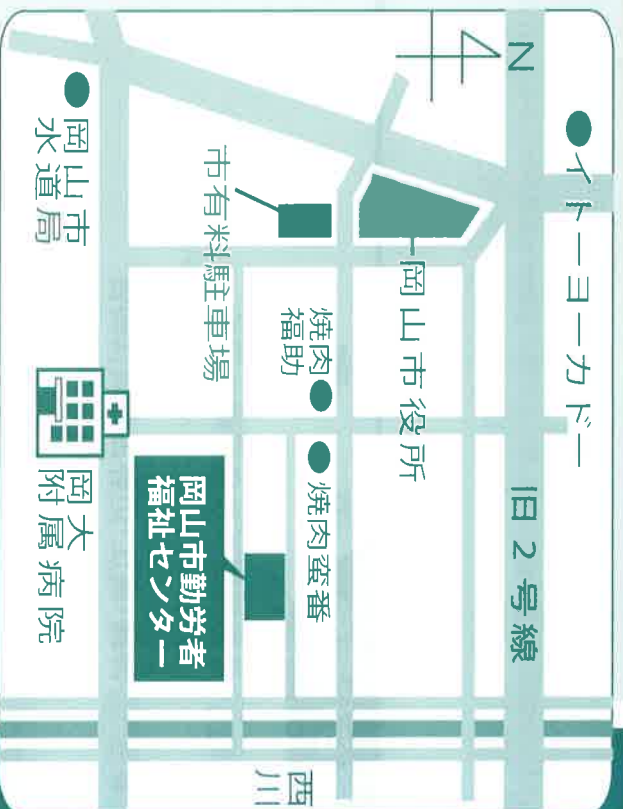 N
イトーヨーカドー
旧2号線
岡山市役所
市有料駐車場
焼肉
福助
焼肉蛮番
岡山市勤労者
福祉センター
岡山市
水道局
岡大
附属病院
西川